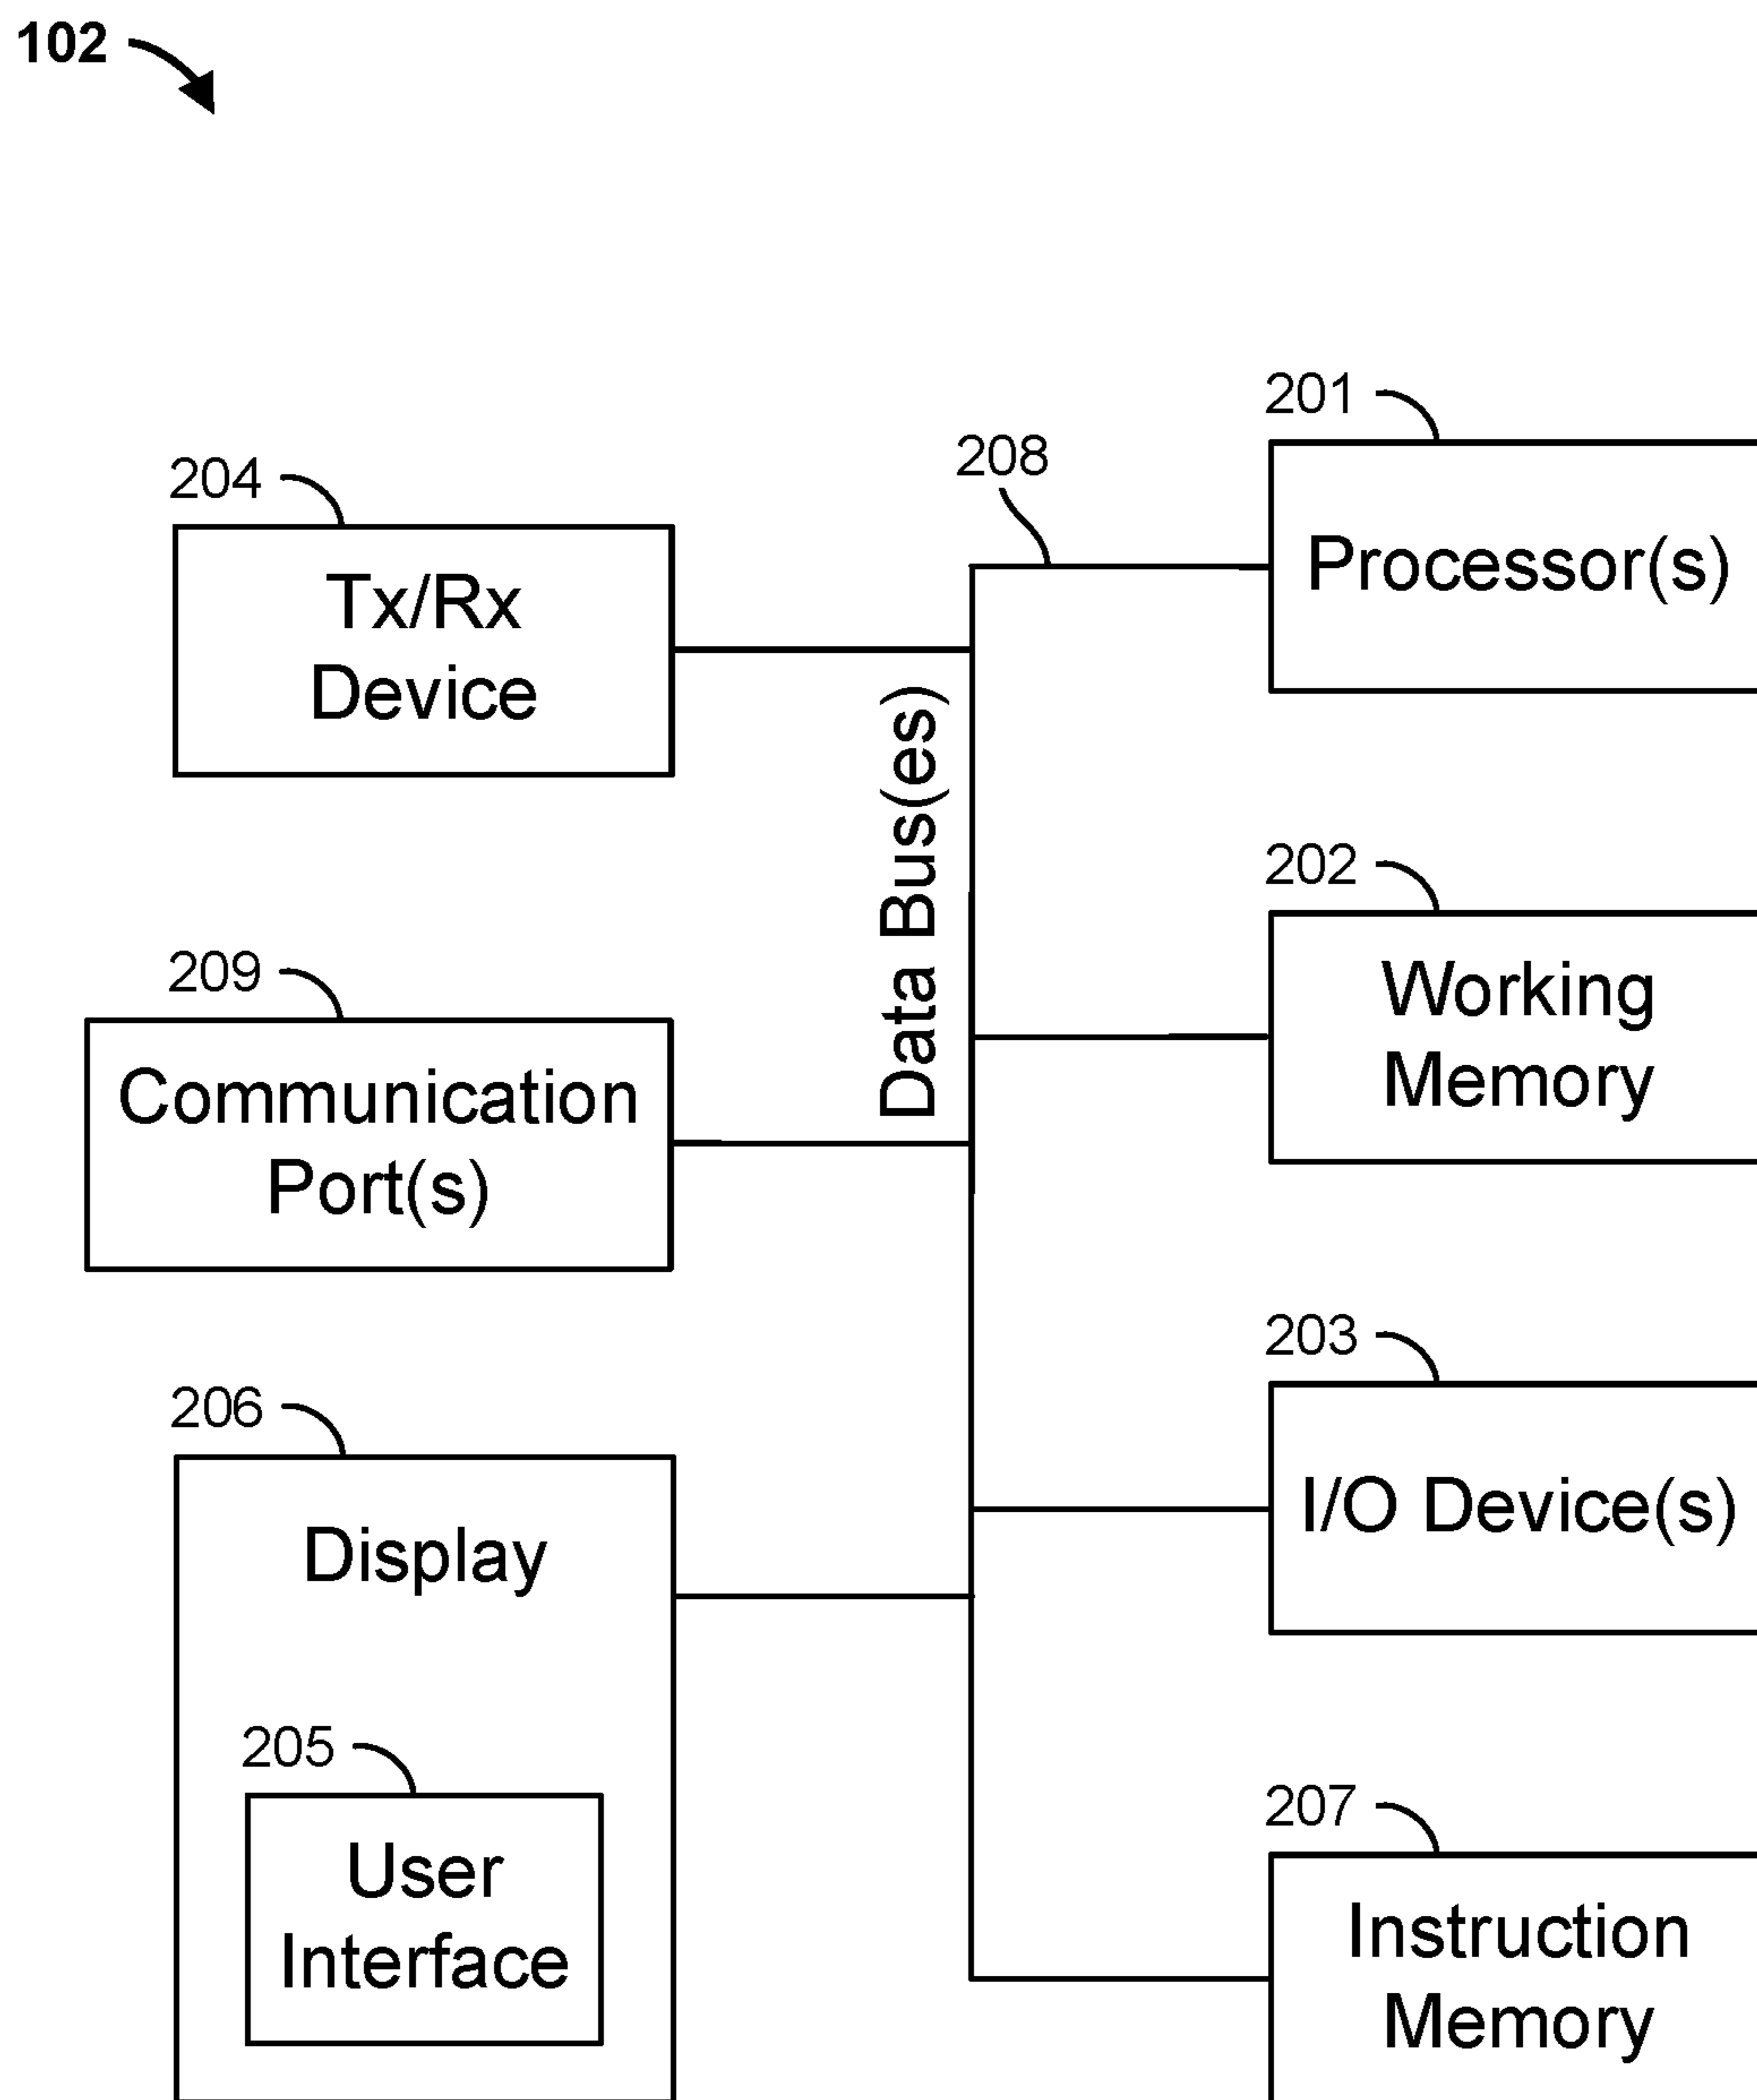 102
201
208
204
Processor(s)
Tx/Rx
Device
Data Bus(es)
202
209
Working
Memory
Communication
Port(s)
203
206
I/O Device(s)
Display
205
207
User
Interface
Instruction
Memory